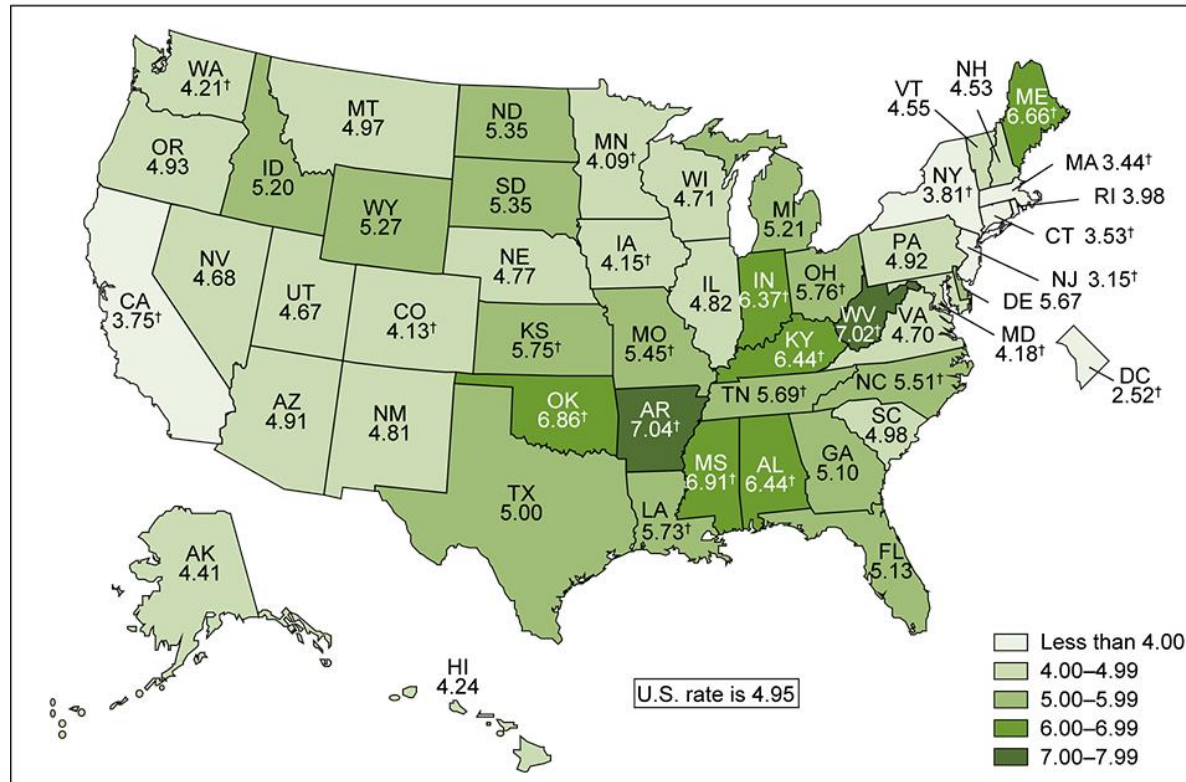 WA
4.21†
MT
4.97
ND
5.35
MN
4.09†
VT
4.55
NH
4.53
ME
6.66†
OR
4.93
ID
5.20
WY
5.27
SD
5.35
WI
4.71
MI
5.21
NY
3.81†
MA 3.44†
RI 3.98
CT 3.53†
NJ 3.15†
DE 5.67
MD
4.18†
DC
2.52†
CA
3.75†
NV
4.68
UT
4.67
CO
4.13†
NE
4.77
IA
4.15†
IL
4.82
IN
6.37†
OH
5.76†
PA
4.92
WV
7.02†
VA
4.70
KS
5.75†
MO
5.45†
KY
6.44†
TN 5.69†
NC 5.51†
SC
4.98
AZ
4.91
NM
4.81
OK
6.86†
AR
7.04†
MS
6.91†
AL
6.44†
GA
5.10
TX
5.00
LA
5.73†
FL
5.13
AK
4.41
HI
4.24
U.S. rate is 4.95
Less than 4.00
4.00–4.99
5.00–5.99
6.00–6.99
7.00–7.99